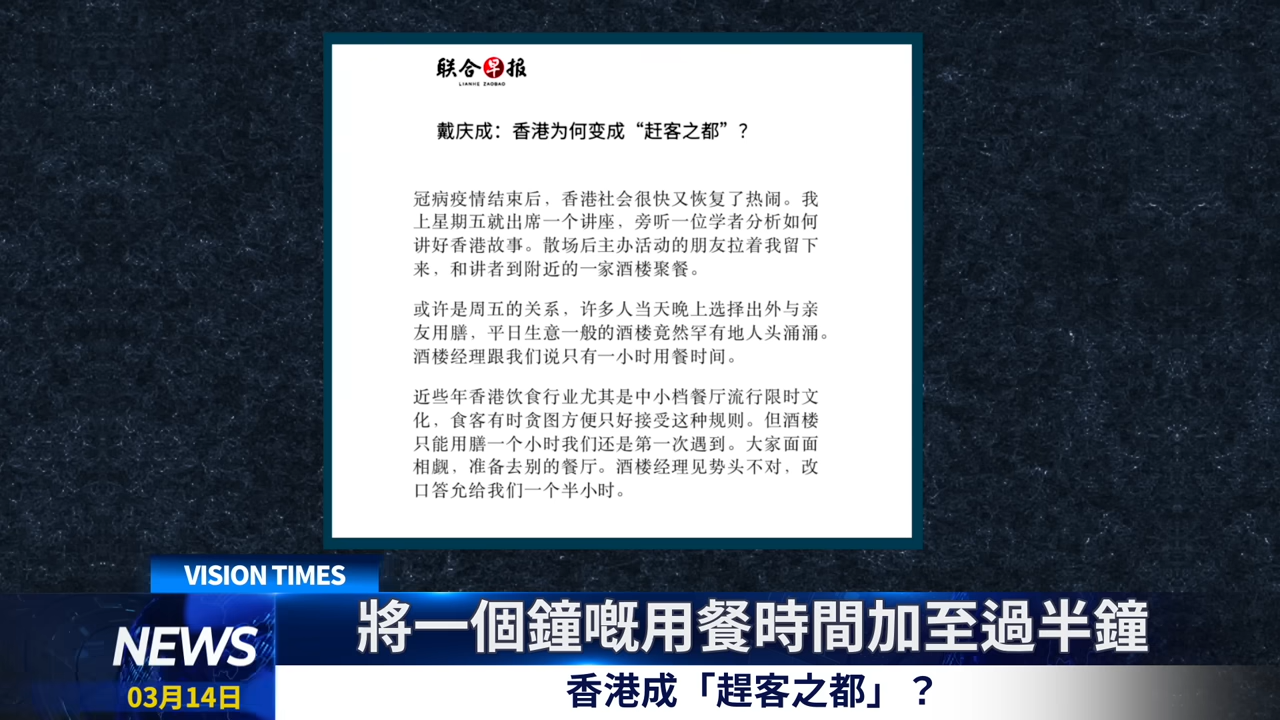 联合早报
LIANHE ZAOBAO
戴庆成：香港为何变成“赶客之都”？
冠病疫情结束后，香港社会很快又恢复了热闹。我
上星期五就出席一个讲座，旁听一位学者分析如何
讲好香港故事。散场后主办活动的朋友拉着我留下
来，和讲者到附近的一家酒楼聚餐。
或许是周五的关系，许多人当天晚上选择出外与亲
友用膳，平日生意一般的酒楼竟然罕有地人头涌涌。
酒楼经理跟我们说只有一小时用餐时间。
近些年香港饮食行业尤其是中小档餐厅流行限时文
化，食客有时贪图方便只好接受这种规则。但酒楼
只能用膳一个小时我们还是第一次遇到。大家面面
相觑，准备去别的餐厅。酒楼经理见势头不对，改
口答允给我们一个半小时。
VISION TIMES
將一個鐘嘅用餐時間加至過半鐘
NEWS
03月14日
香港成「趕客之都」？